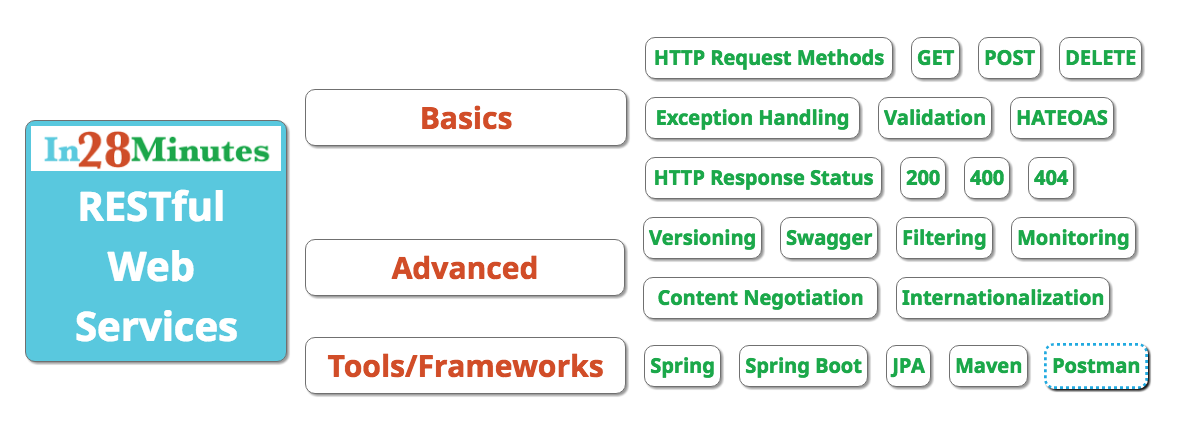 In28Minutes
RESTful
Web
Services
Basics
HTTP Request Methods GET POST DELETE
Exception Handling Validation HATEOAS
HTTP Response Status 200 400 404
Advanced
Versioning Swagger Filtering Monitoring
Content Negotiation Internationalization
Tools/Frameworks
Spring Spring Boot JPA Maven Postman